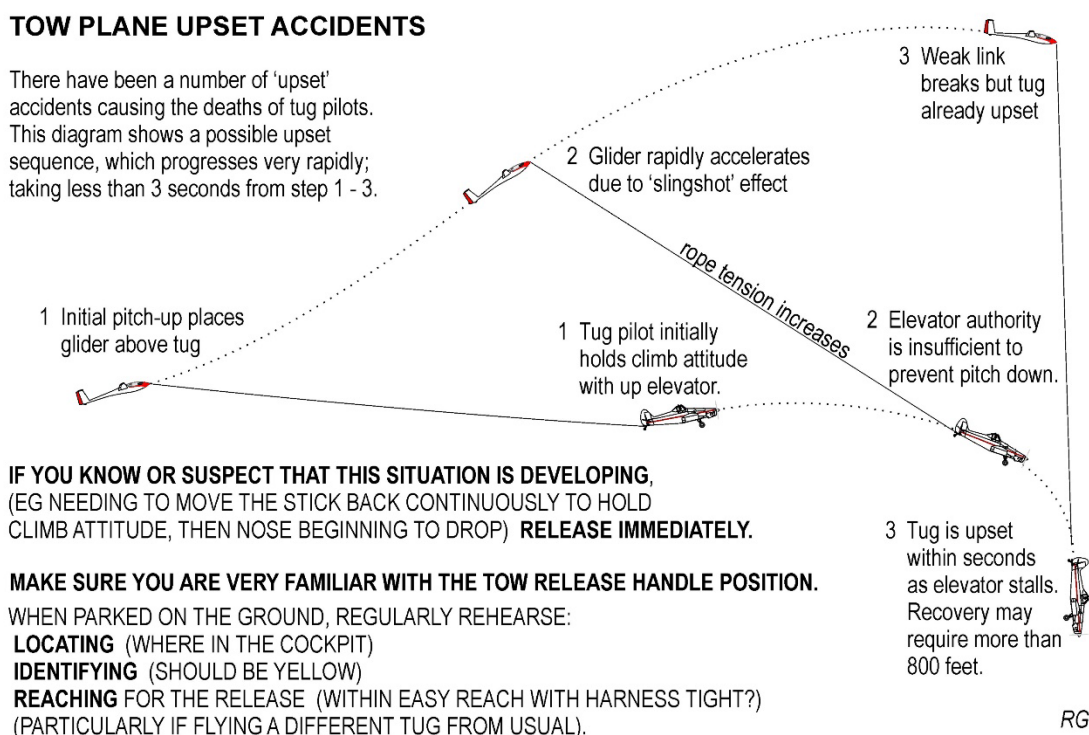 TOW PLANE UPSET ACCIDENTS
There have been a number of ‘upset’
accidents causing the deaths of tug pilots.
This diagram shows a possible upset
sequence, which progresses very rapidly;
taking less than 3 seconds from step 1 - 3.
3 Weak link
breaks but tug
already upset
2 Glider rapidly accelerates
due to ‘slingshot’ effect
rope tension increases
1 Initial pitch-up places
glider above tug
1 Tug pilot initially
holds climb attitude
with up elevator.
2 Elevator authority
is insufficient to
prevent pitch down.
IF YOU KNOW OR SUSPECT THAT THIS SITUATION IS DEVELOPING,
(EG NEEDING TO MOVE THE STICK BACK CONTINUOUSLY TO HOLD
CLIMB ATTITUDE, THEN NOSE BEGINNING TO DROP) RELEASE IMMEDIATELY.
3 Tug is upset
within seconds
as elevator stalls.
Recovery may
require more than
800 feet.
MAKE SURE YOU ARE VERY FAMILIAR WITH THE TOW RELEASE HANDLE POSITION.
WHEN PARKED ON THE GROUND, REGULARLY REHEARSE:
LOCATING (WHERE IN THE COCKPIT)
IDENTIFYING (SHOULD BE YELLOW)
REACHING FOR THE RELEASE (WITHIN EASY REACH WITH HARNESS TIGHT?)
(PARTICULARLY IF FLYING A DIFFERENT TUG FROM USUAL).
RG